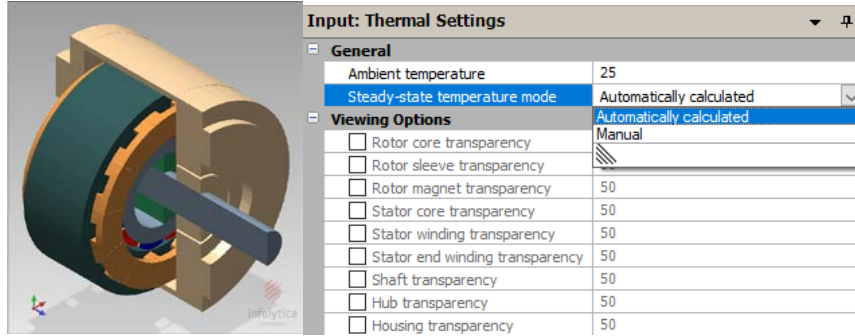 Input: Thermal Settings
General
Ambient temperature 25
Steady-state temperature mode Automatically calculated
Automatically calculated
Manual
Viewing Options
Rotor core transparency
Rotor sleeve transparency 50
Rotor magnet transparency 50
Stator core transparency 50
Stator winding transparency 50
Stator end winding transparency 50
Shaft transparency 50
Hub transparency 50
Housing transparency 50
infolytica